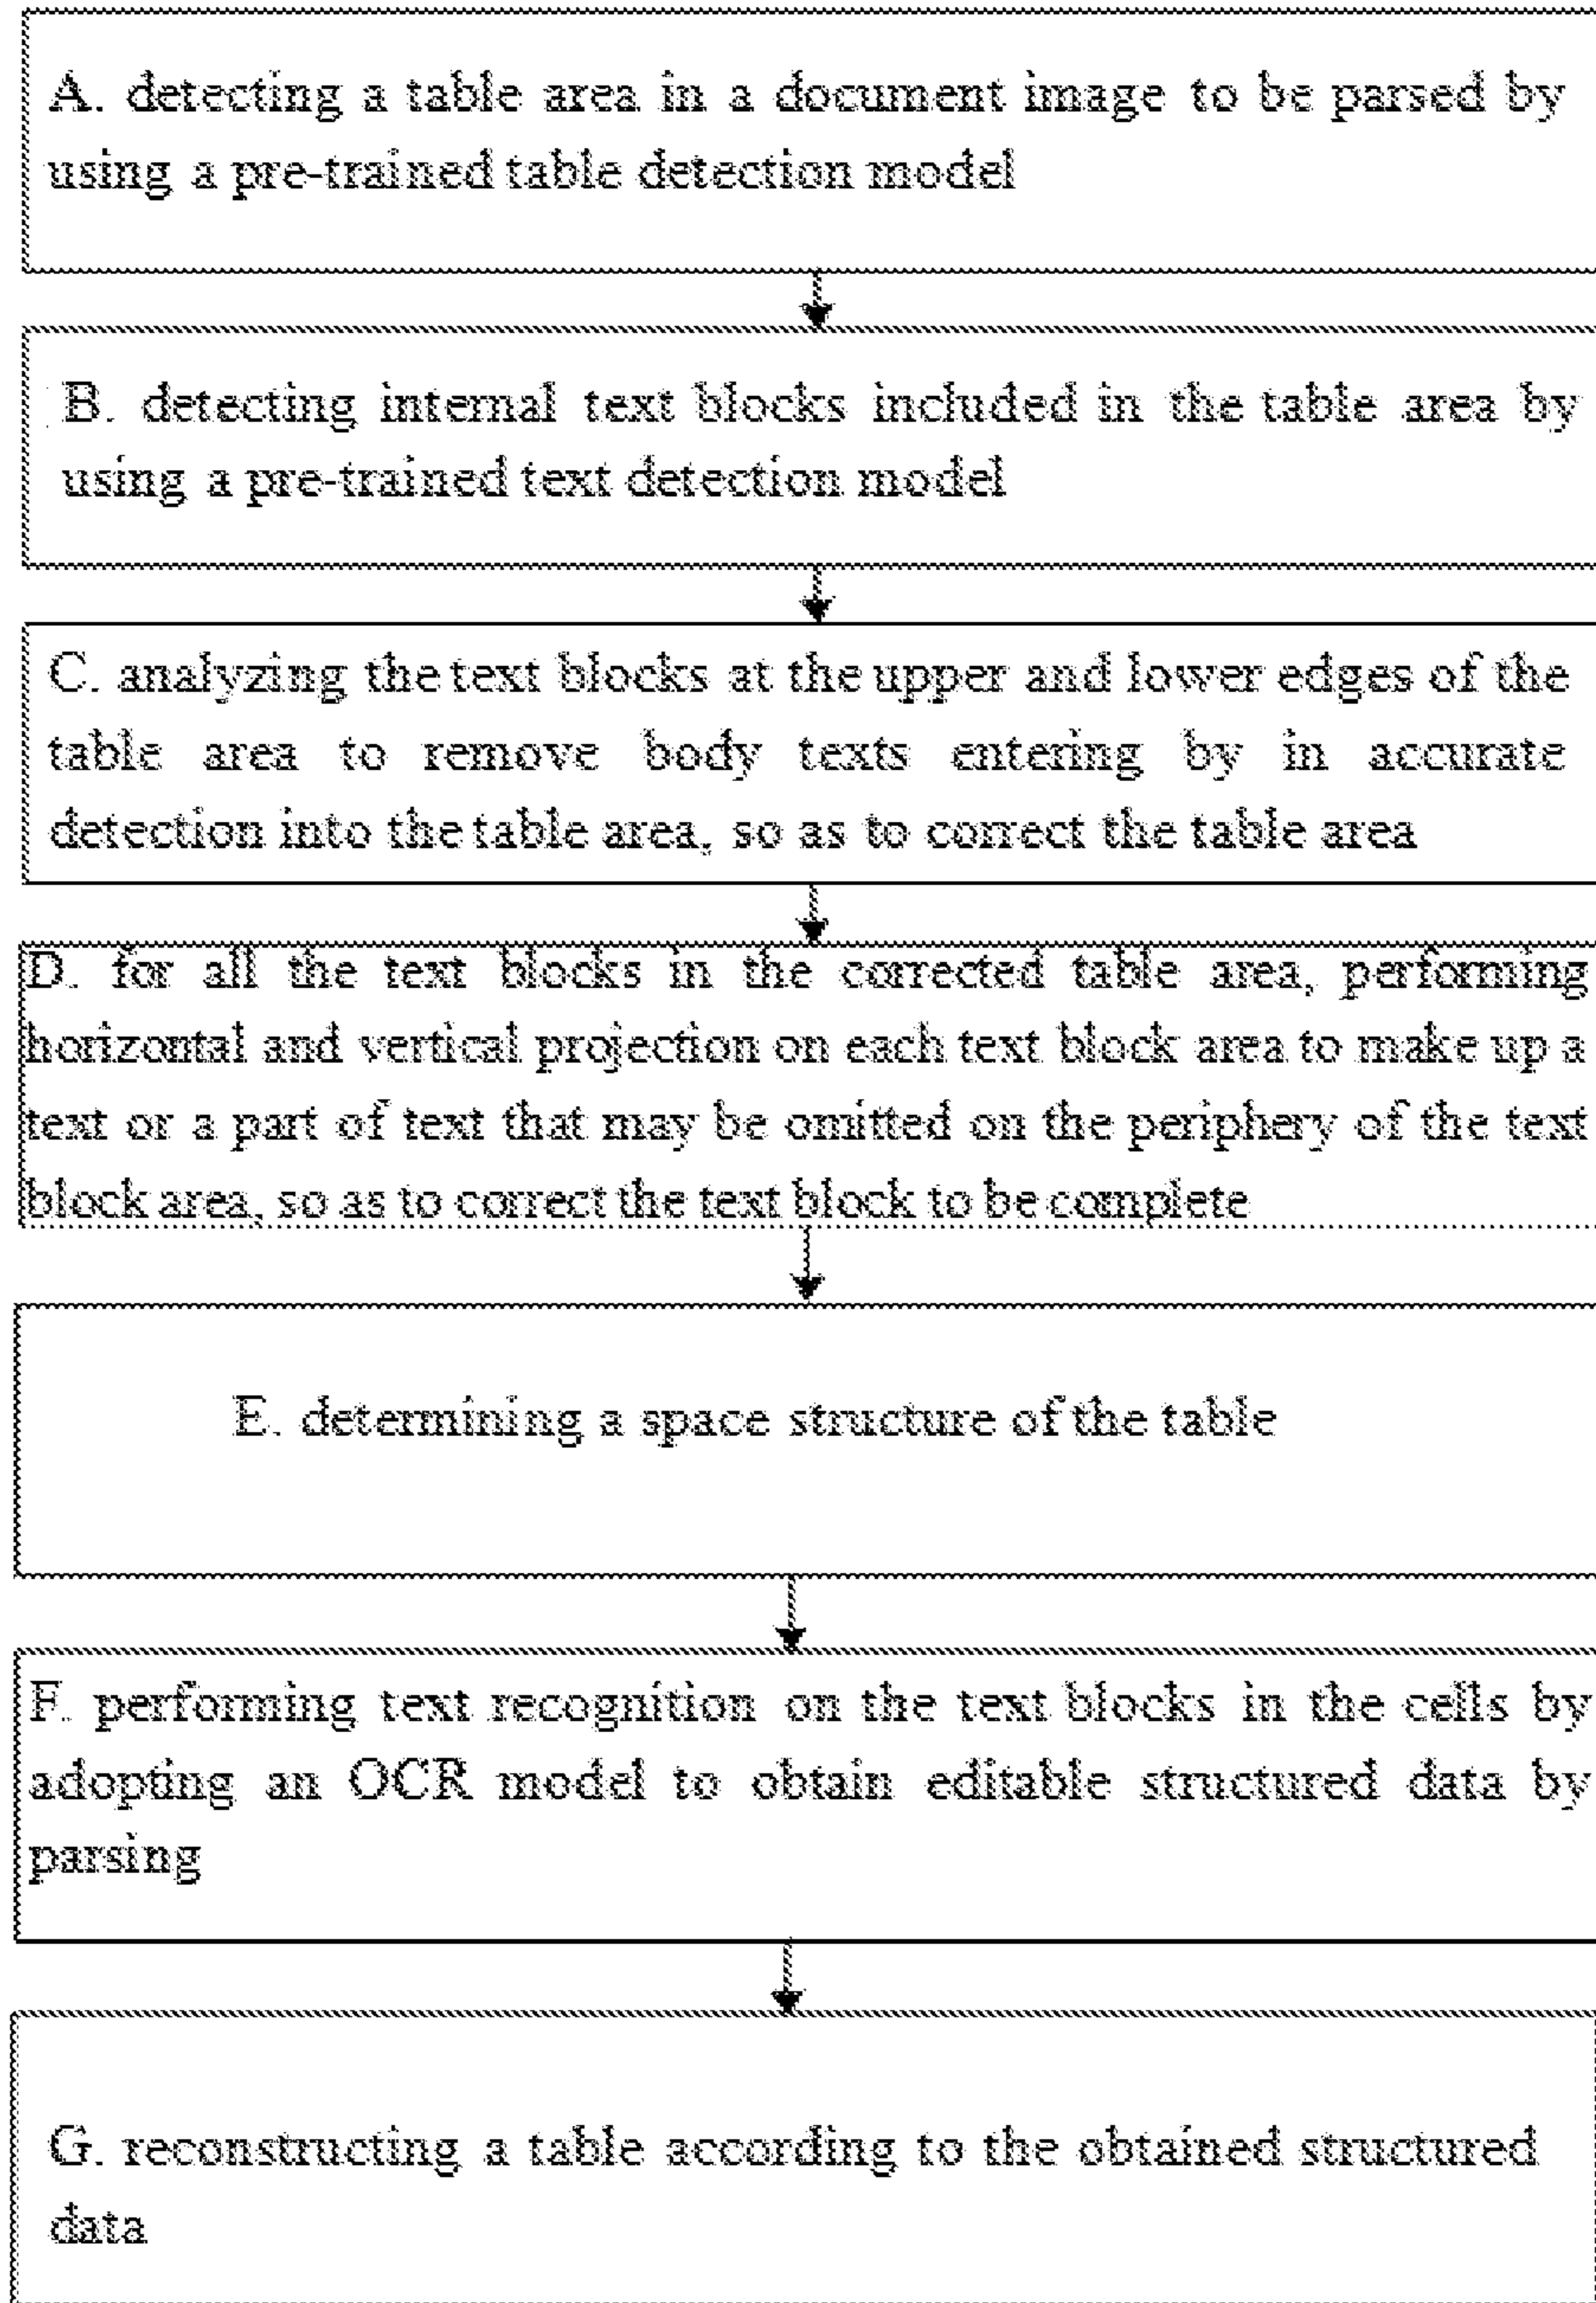 A. detecting a table area in a document image to be parsed by
using a pre-trained table detection model
B. detecting internal text blocks included in the table area by
using a pre-trained text detection model
C. analyzing the text blocks at the upper and lower edges of the
table area to remove body texts entering by in accurate
detection into the table area, so as to correct the table area
D. for all the text blocks in the corrected table area, performing
horizontal and vertical projection on each text block area to make up a
text or a part of text that may be omitted on the periphery of the text
block area, so as to correct the text block to be complete
E. determining a space structure of the table
F. performing text recognition on the text blocks in the cells by
adopting an OCR model to obtain editable structured data by
parsing
G. reconstructing a table according to the obtained structured
data